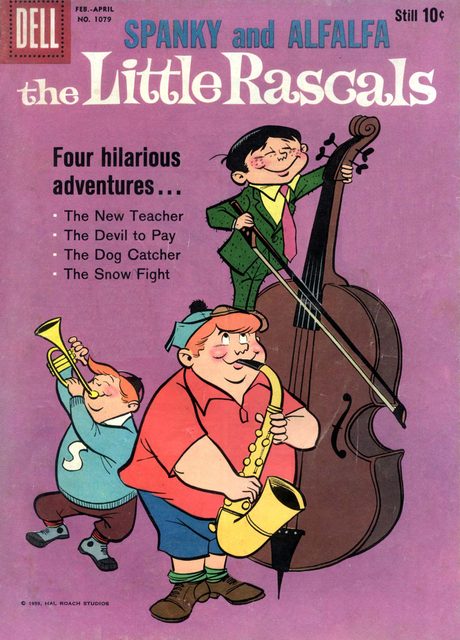 DELL
FEB.-APRIL
NO. 1079
Still 10¢
SPANKY and ALFALFA
the Little Rascals
Four hilarious
adventures...
· The New Teacher
· The Devil to Pay
· The Dog Catcher
· The Snow Fight
S
© 1959, HAL ROACH STUDIOS